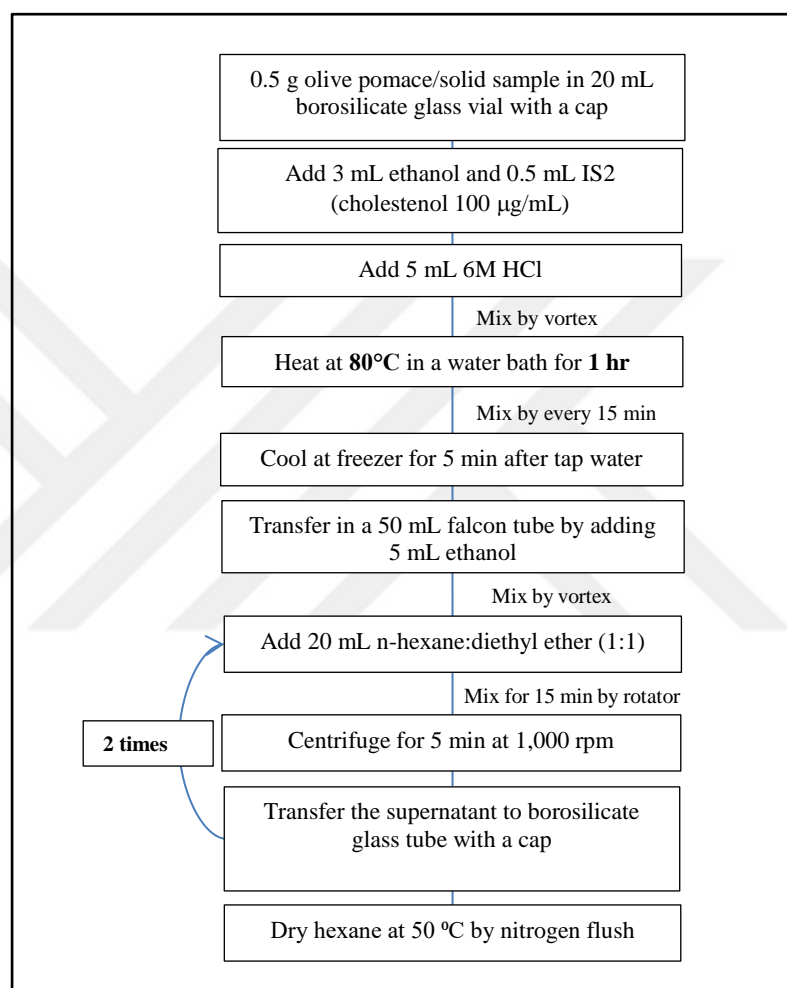 0.5 g olive pomace/solid sample in 20 mL
borosilicate glass vial with a cap
Add 3 mL ethanol and 0.5 mL IS2
(cholestenol 100 µg/mL)
Add 5 mL 6M HCl
Mix by vortex
Heat at 80°C in a water bath for 1 hr
Mix by every 15 min
Cool at freezer for 5 min after tap water
Transfer in a 50 mL falcon tube by adding
5 mL ethanol
Mix by vortex
Add 20 mL n-hexane:diethyl ether (1:1)
Mix for 15 min by rotator
2 times
Centrifuge for 5 min at 1,000 rpm
Transfer the supernatant to borosilicate
glass tube with a cap
Dry hexane at 50 ºC by nitrogen flush